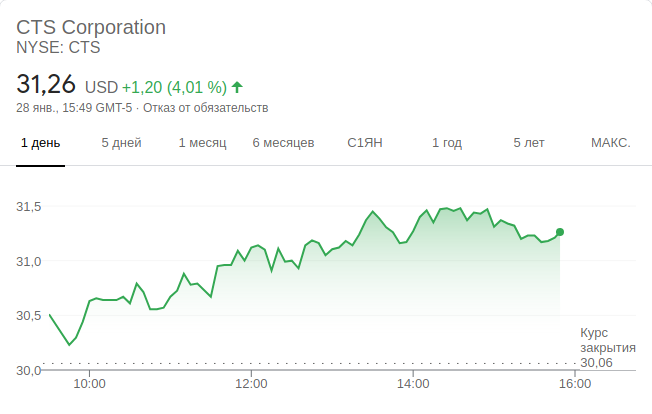 CTS Corporation
NYSE: CTS
31,26 USD +1,20 (4,01 %)
28 янв., 15:49 GMT-5 · Отказ от обязательств
1 день 5 дней 1 месяц 6 месяцев С1ЯН 1 год 5 лет МАКС.
31,5
31,0
30,5
30,0
Курс
закрытия
30,06
10:00 12:00 14:00 16:00